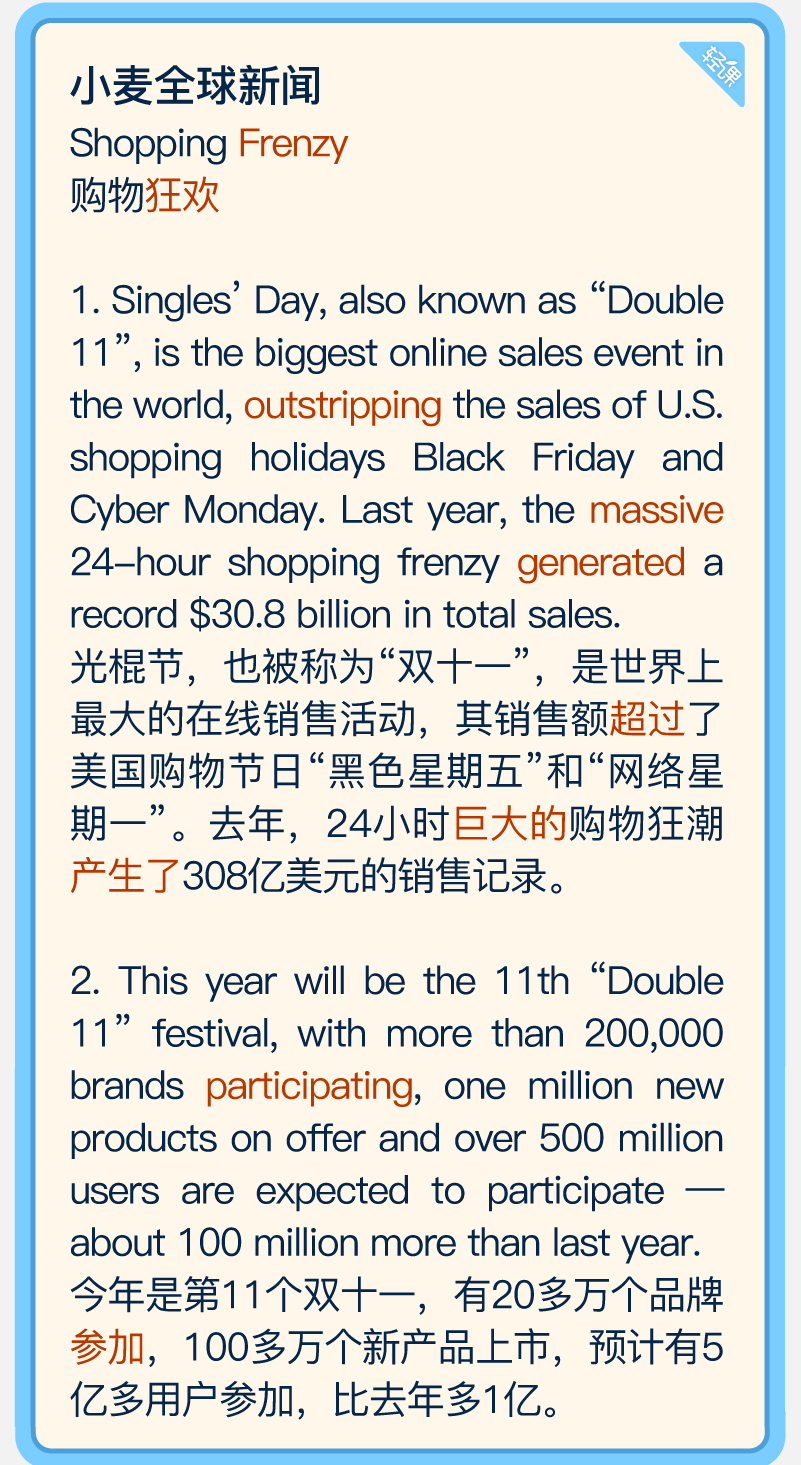 轻课
小麦全球新闻
Shopping Frenzy
购物狂欢
1. Singles’ Day, also known as “Double
11”, is the biggest online sales event in
the world, outstripping the sales of U.S.
shopping holidays Black Friday and
Cyber Monday. Last year, the massive
24–hour shopping frenzy generated a
record $30.8 billion in total sales.
光棍节，也被称为“双十一”，是世界上
最大的在线销售活动，其销售额超过了
美国购物节日“黑色星期五”和“网络星
期一”。去年，24小时巨大的购物狂潮
产生了308亿美元的销售记录。
2. This year will be the 11th “Double
11” festival, with more than 200,000
brands participating, one million new
products on offer and over 500 million
users are expected to participate —
about 100 million more than last year.
今年是第11个双十一，有20多万个品牌
参加，100多万个新产品上市，预计有5
亿多用户参加，比去年多1亿。